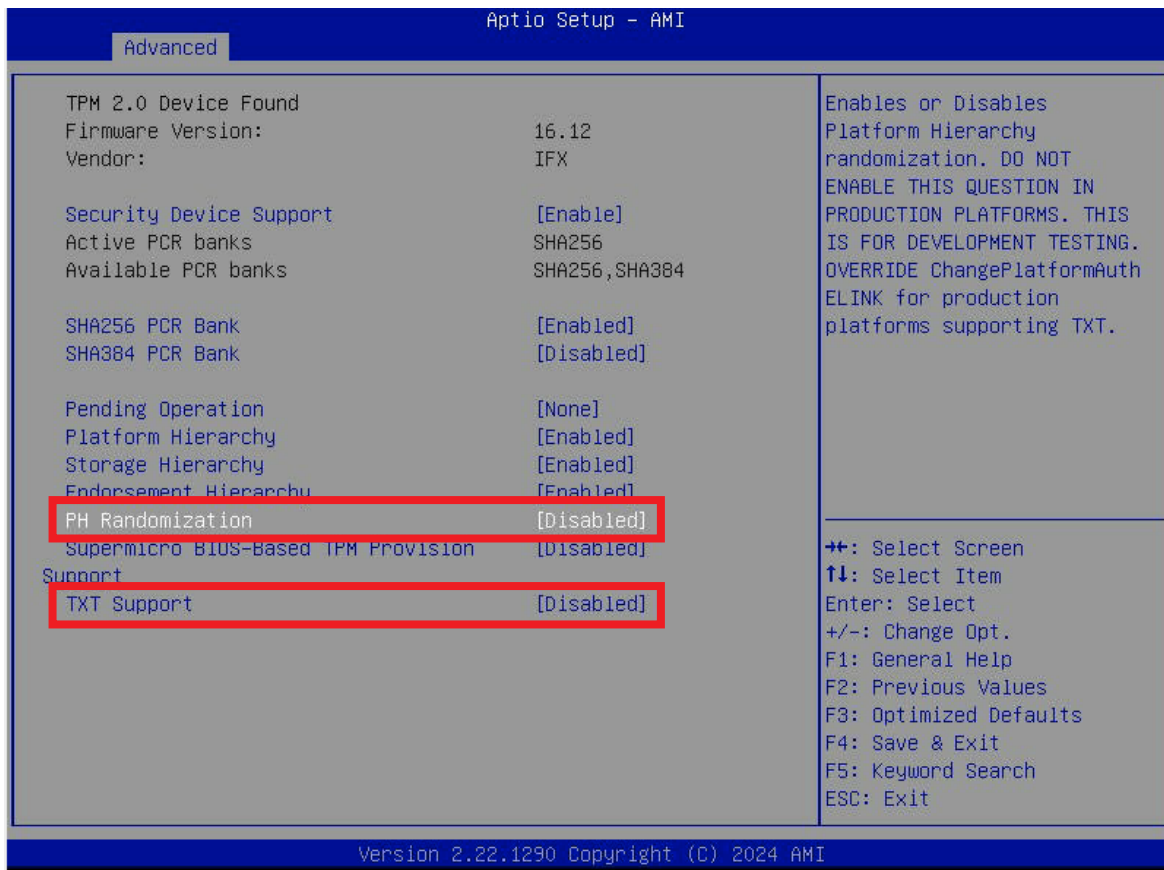 Aptio Setup – AMI
Advanced
TPM 2.0 Device Found
Firmware Version: 16.12
Vendor: IFX
Security Device Support [Enable]
Active PCR banks SHA256
Available PCR banks SHA256,SHA384
SHA256 PCR Bank [Enabled]
SHA384 PCR Bank [Disabled]
Pending Operation [None]
Platform Hierarchy [Enabled]
Storage Hierarchy [Enabled]
Endorsement Hierarchy [Enabled]
PH Randomization [Disabled]
Supermicro BIOS-Based TPM Provision [Disabled]
Support
TXT Support [Disabled]
Enables or Disables
Platform Hierarchy
randomization. DO NOT
ENABLE THIS QUESTION IN
PRODUCTION PLATFORMS. THIS
IS FOR DEVELOPMENT TESTING.
OVERRIDE ChangePlatformAuth
ELINK for production
platforms supporting TXT.
→←: Select Screen
↑↓: Select Item
Enter: Select
+/-: Change Opt.
F1: General Help
F2: Previous Values
F3: Optimized Defaults
F4: Save & Exit
F5: Keyword Search
ESC: Exit
Version 2.22.1290 Copyright (C) 2024 AMI